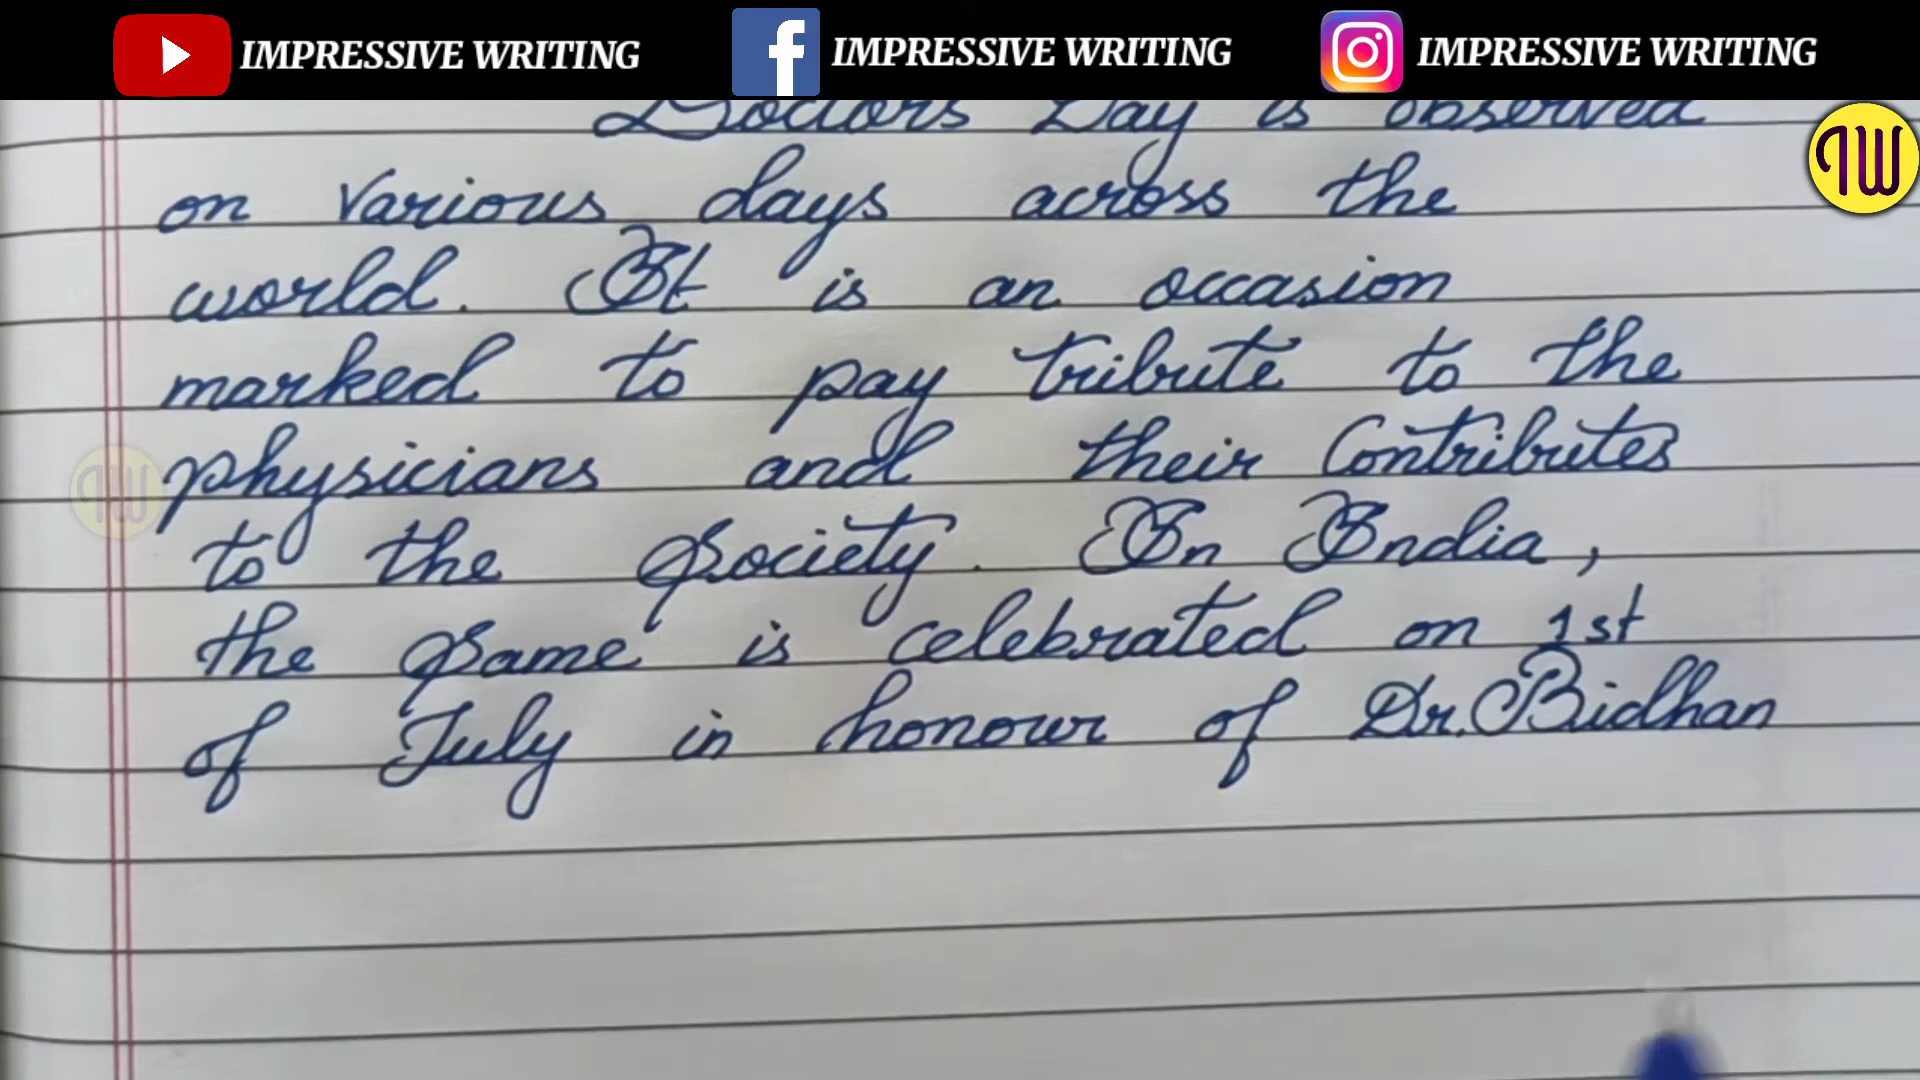 IMPRESSIVE WRITING IMPRESSIVE WRITING IMPRESSIVE WRITING
Doctors Day is observed
IW
on Various days across the
world. It is an occasion
marked to pay tribute to the
physicians and their Contributes
IW
to the Society. In India,
the Same is celebrated on 1st
of July in honour of Dr. Bidhan